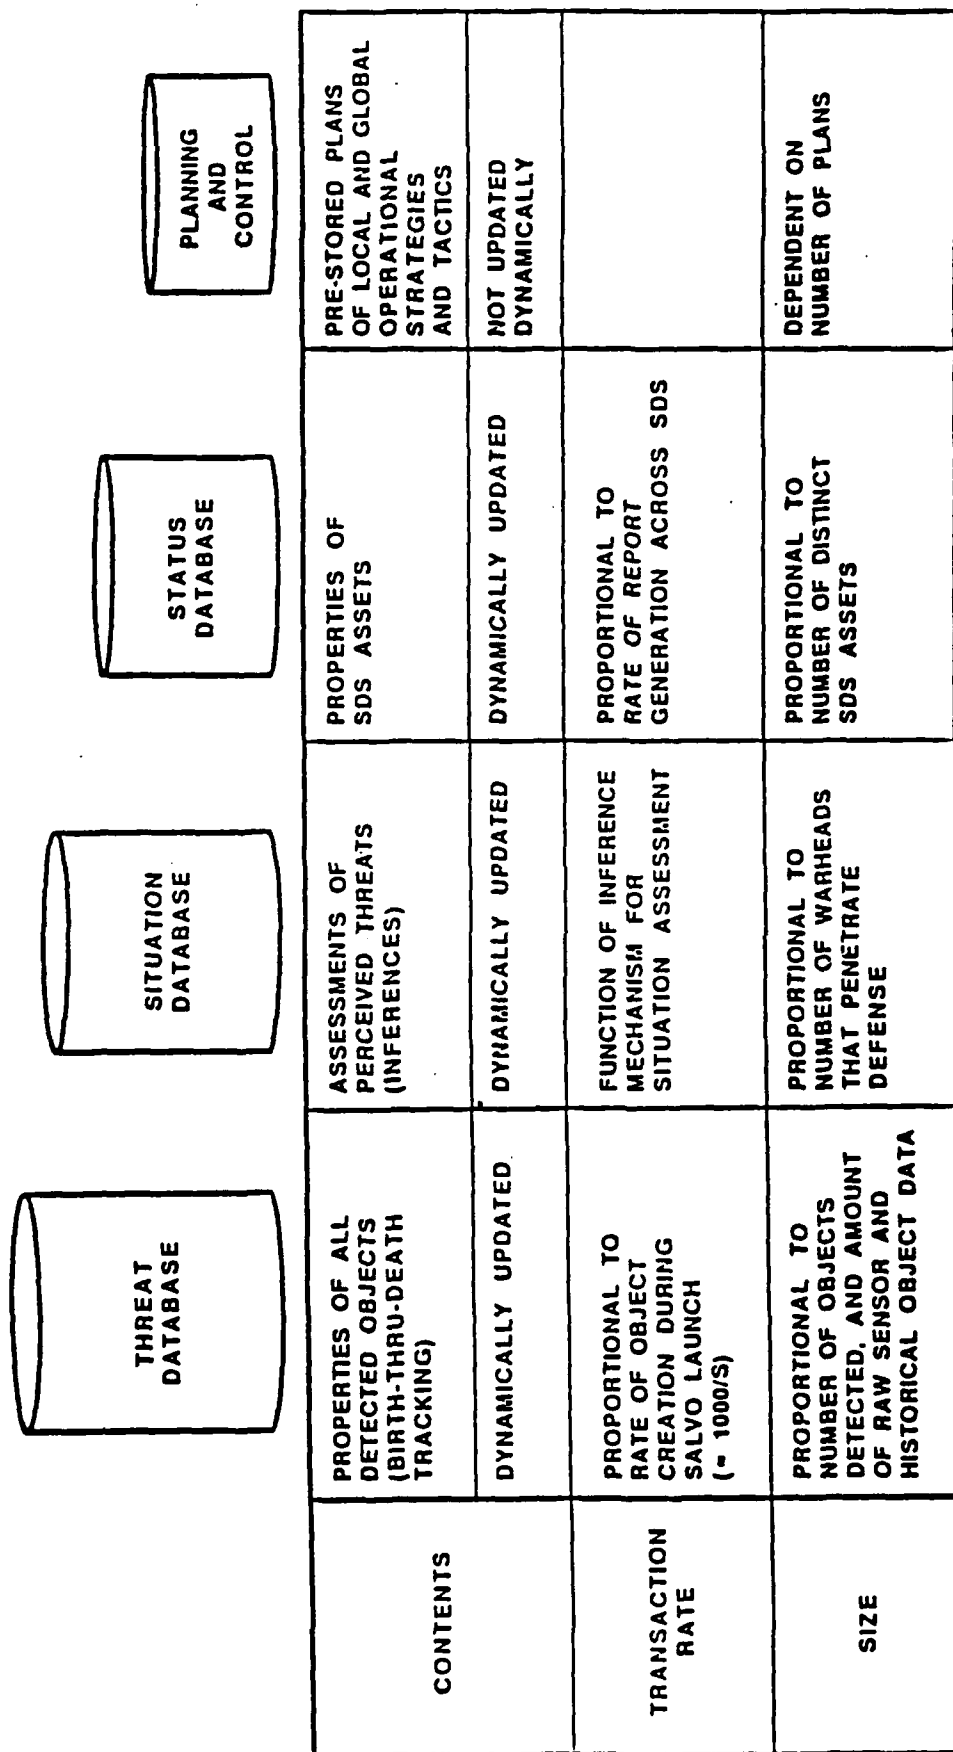 THREAT
DATABASE
SITUATION
DATABASE
STATUS
DATABASE
PLANNING
AND
CONTROL
CONTENTS
PROPERTIES OF ALL
DETECTED OBJECTS
(BIRTH-THRU-DEATH
TRACKING)
ASSESSMENTS OF
PERCEIVED THREATS
(INFERENCES)
PROPERTIES OF
SDS ASSETS
PRE-STORED PLANS
OF LOCAL AND GLOBAL
OPERATIONAL
STRATEGIES
AND TACTICS
DYNAMICALLY UPDATED
DYNAMICALLY UPDATED
DYNAMICALLY UPDATED
NOT UPDATED
DYNAMICALLY
TRANSACTION
RATE
PROPORTIONAL TO
RATE OF OBJECT
CREATION DURING
SALVO LAUNCH
(≈ 1000/S)
FUNCTION OF INFERENCE
MECHANISM FOR
SITUATION ASSESSMENT
PROPORTIONAL TO
RATE OF REPORT
GENERATION ACROSS SDS
SIZE
PROPORTIONAL TO
NUMBER OF OBJECTS
DETECTED, AND AMOUNT
OF RAW SENSOR AND
HISTORICAL OBJECT DATA
PROPORTIONAL TO
NUMBER OF WARHEADS
THAT PENETRATE
DEFENSE
PROPORTIONAL TO
NUMBER OF DISTINCT
SDS ASSETS
DEPENDENT ON
NUMBER OF PLANS